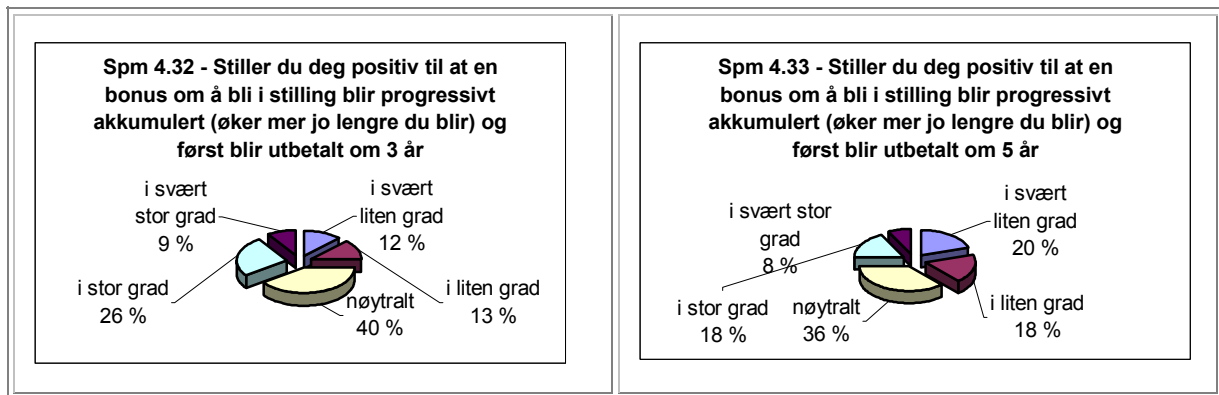 Spm 4.32 - Stiller du deg positiv til at en
bonus om å bli i stilling blir progressivt
akkumulert (øker mer jo lengre du blir) og
først blir utbetalt om 3 år
i svært
stor grad
9 %
i svært
liten grad
12 %
i stor grad
26 %
nøytralt
40 %
i liten grad
13 %
Spm 4.33 - Stiller du deg positiv til at en
bonus om å bli i stilling blir progressivt
akkumulert (øker mer jo lengre du blir) og
først blir utbetalt om 5 år
i svært stor
grad
8 %
i svært
liten grad
20 %
i stor grad
18 %
nøytralt
36 %
i liten grad
18 %